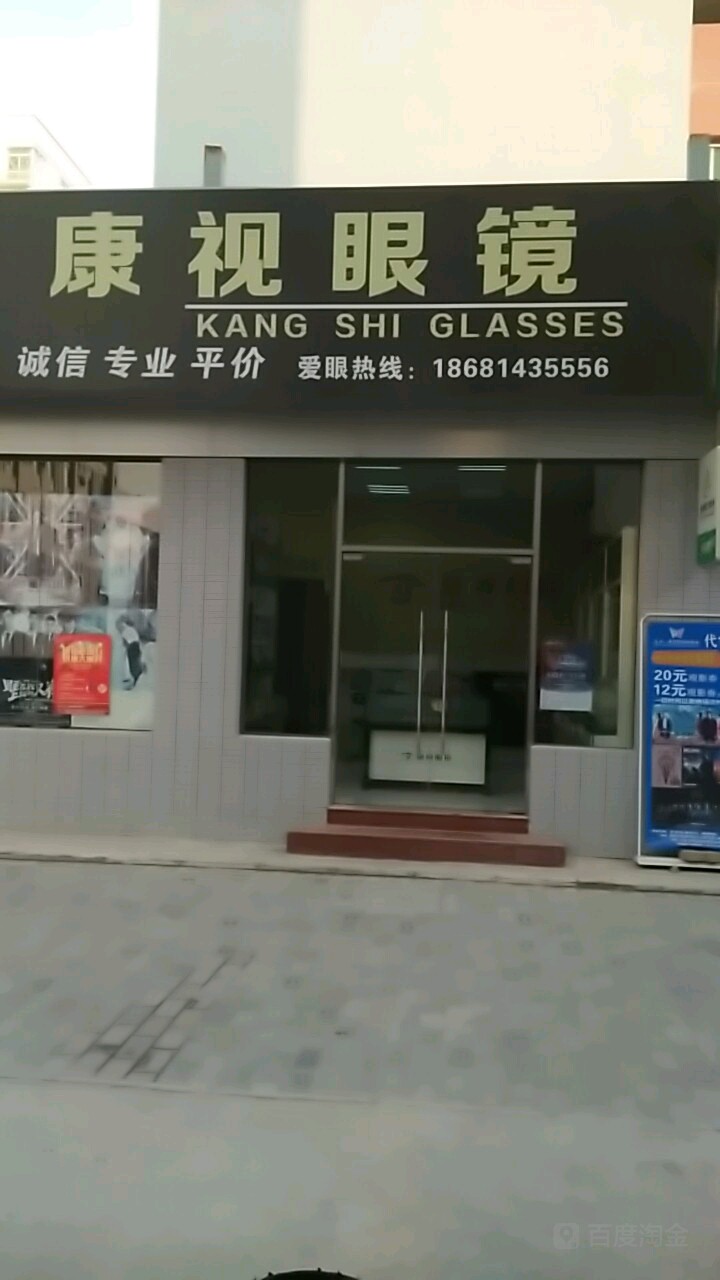 康视眼镜
KANG SHI GLASSES
诚信 专业 平价 爱眼热线：18681435556
20元
12元
百度淘金